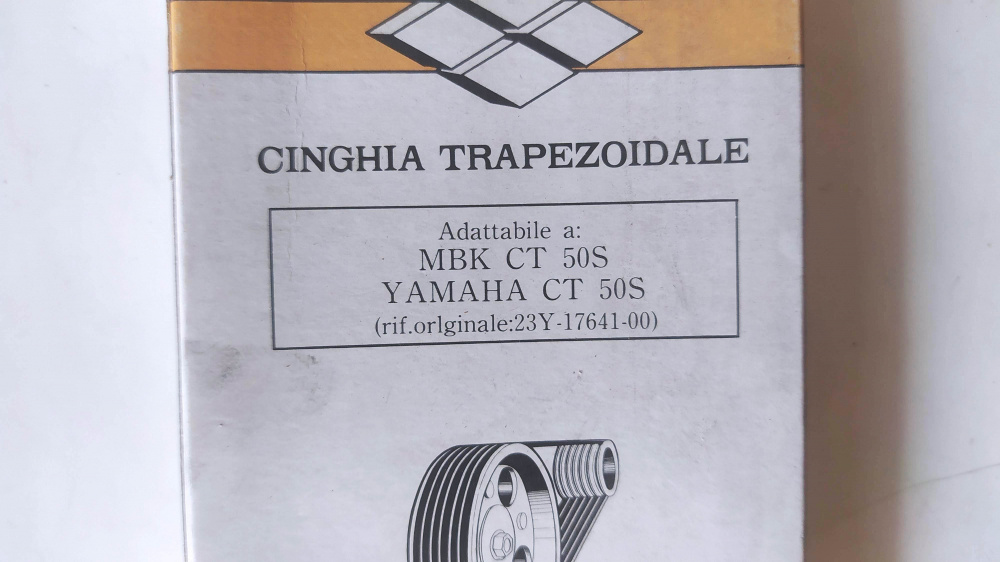 CINGHIA TRAPEZOIDALE
Adattabile a:
MBK CT 50S
YAMAHA CT 50S
(rif.orlginale:23Y-17641-00)